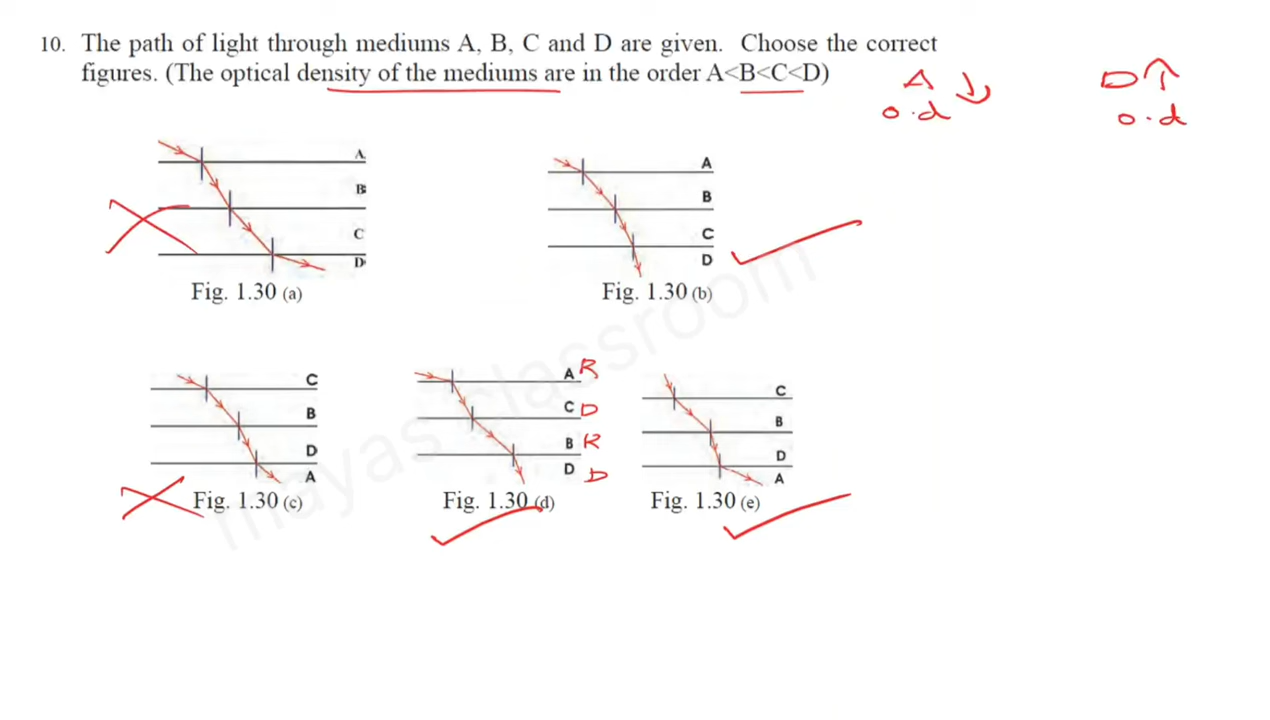 10. The path of light through mediums A, B, C and D are given. Choose the correct
figures. (The optical density of the mediums are in the order A<B<C<D)
A ↓
o.d
D ↑
o.d
A
B
C
D
Fig. 1.30 (a)
A
B
C
D
Fig. 1.30 (b)
C
B
D
A
Fig. 1.30 (c)
A R
C D
B R
D D
Fig. 1.30 (d)
C
B
D
A
Fig. 1.30 (e)
mayas classroom